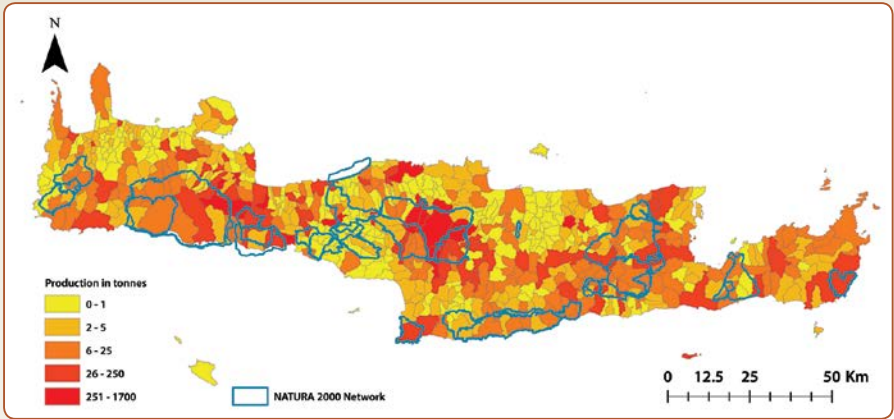 N
Production in tonnes
0 - 1
2 - 5
6 - 25
26 - 250
251 - 1700
NATURA 2000 Network
0 12.5 25 50 Km